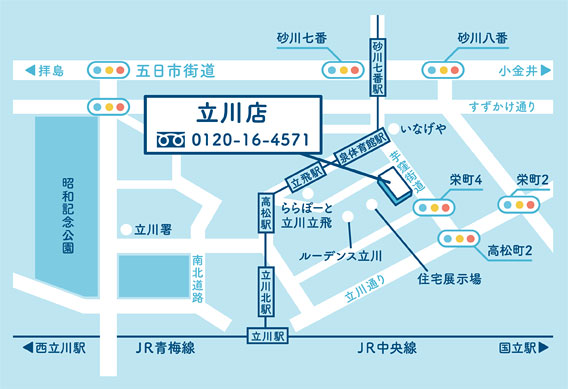 砂川七番
砂川八番
◀拝島
五日市街道
砂川七番駅
小金井▶
すずかけ通り
立川店
0120-16-4571
いなげや
泉体育館駅
立飛駅
芋窪街道
昭和記念公園
高松駅
ららぽーと
立川立飛
栄町4
栄町2
立川署
ルーデンス立川
高松町2
住宅展示場
南北道路
立川北駅
立川通り
立川駅
◀西立川駅
JR青梅線
JR中央線
国立駅▶